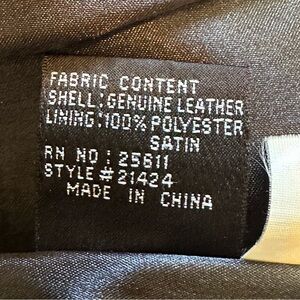 FABRIC CONTENT
SHELL:GENUINE LEATHER
LINING:100% POLYESTER
SATIN
RN NO:25611
STYLE#21424
MADE IN CHINA